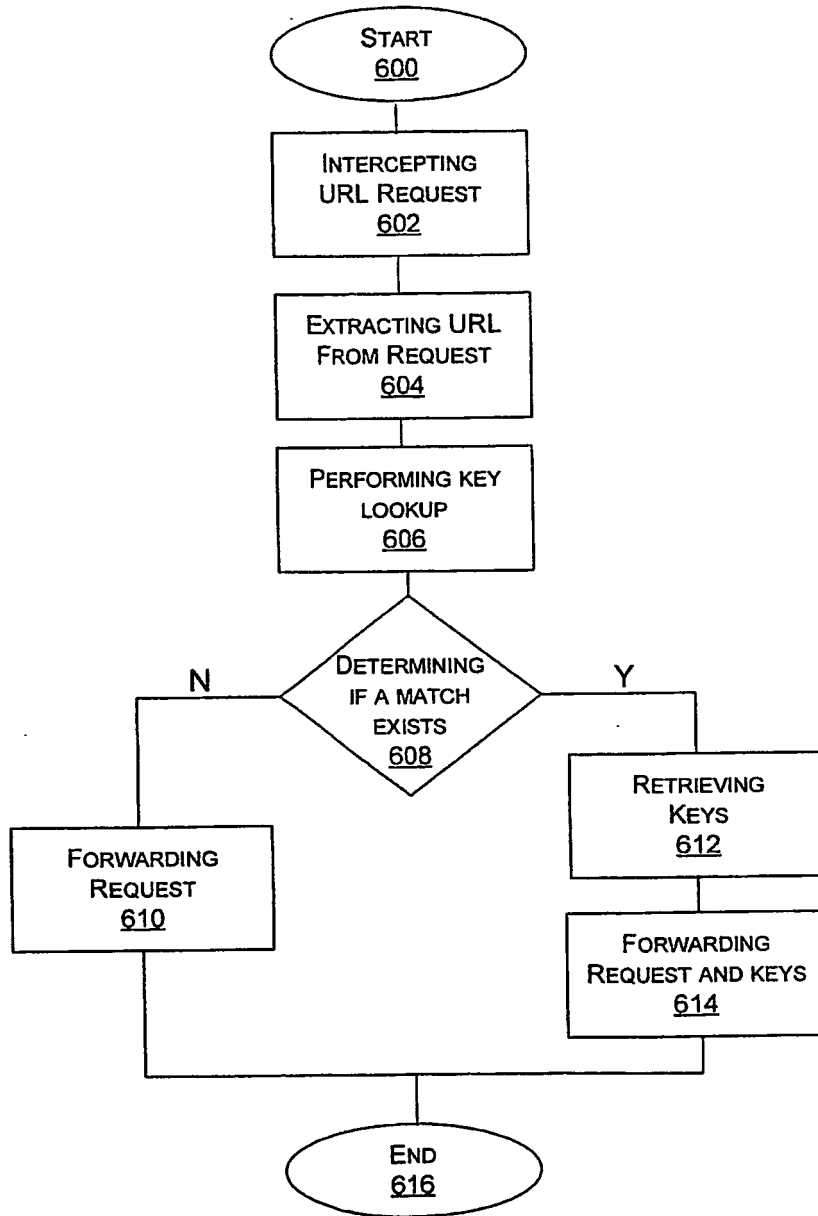 START
600
INTERCEPTING
URL REQUEST
602
EXTRACTING URL
FROM REQUEST
604
PERFORMING KEY
LOOKUP
606
N
DETERMINING
IF A MATCH
EXISTS
608
Y
FORWARDING
REQUEST
610
RETRIEVING
KEYS
612
FORWARDING
REQUEST AND KEYS
614
END
616